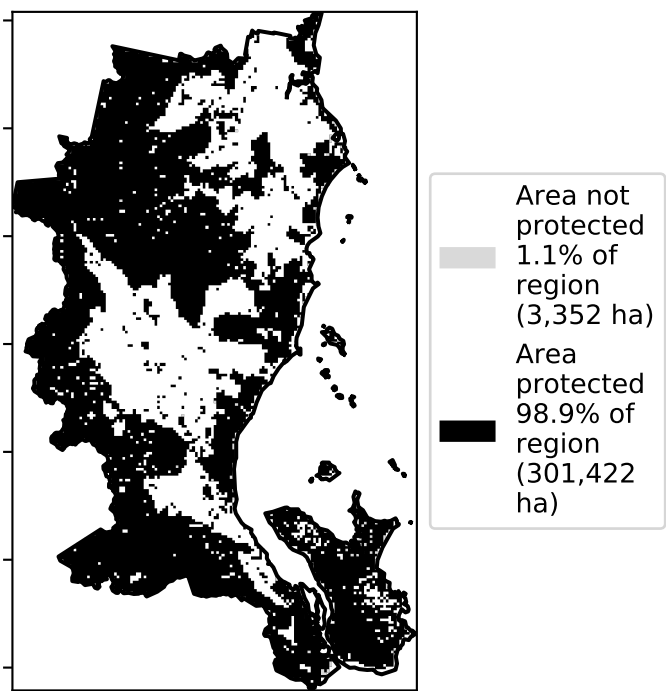 Area not
protected
1.1% of
region
(3,352 ha)
Area
protected
98.9% of
region
(301,422
ha)